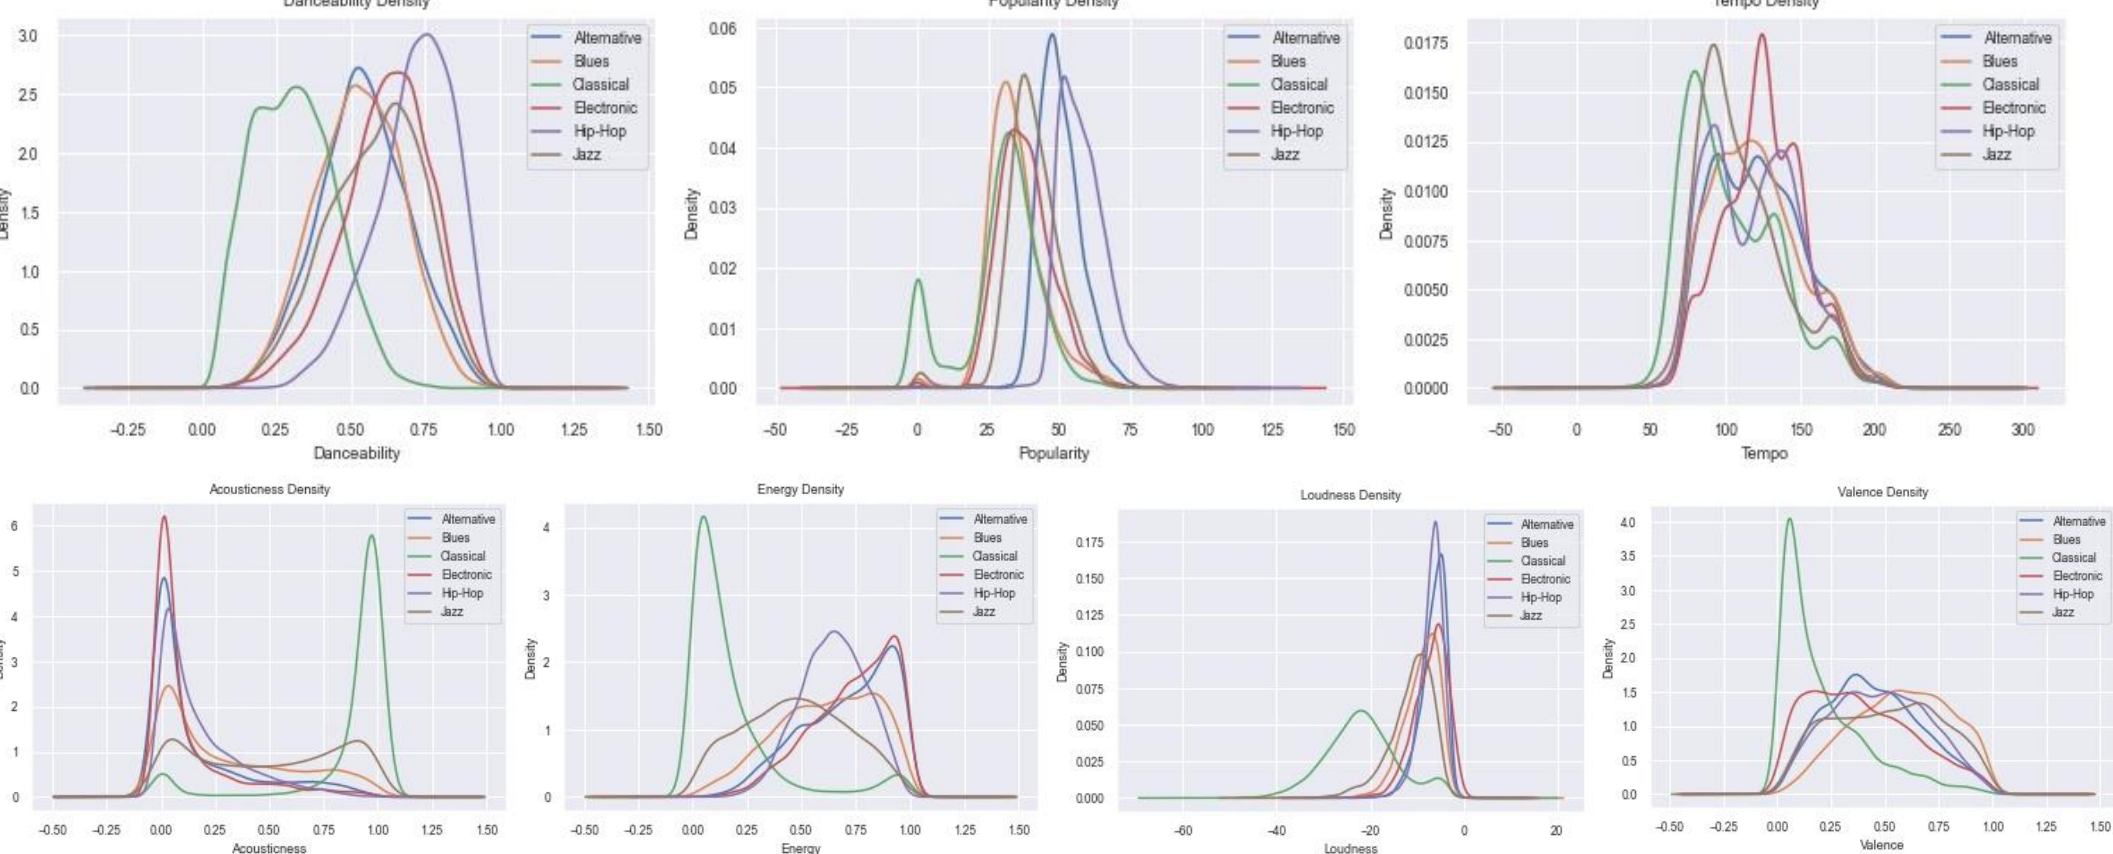 Danceability Density
3.0
2.5
2.0
1.5
1.0
0.5
0.0
Density
−0.25 0.00 0.25 0.50 0.75 1.00 1.25 1.50
Danceability
Alternative
Blues
Classical
Electronic
Hip-Hop
Jazz
Popularity Density
0.06
0.05
0.04
0.03
0.02
0.01
0.00
Density
−50 −25 0 25 50 75 100 125 150
Popularity
Alternative
Blues
Classical
Electronic
Hip-Hop
Jazz
Tempo Density
0.0175
0.0150
0.0125
0.0100
0.0075
0.0050
0.0025
0.0000
Density
−50 0 50 100 150 200 250 300
Tempo
Alternative
Blues
Classical
Electronic
Hip-Hop
Jazz
Acousticness Density
6
5
4
3
2
1
0
Density
−0.50 −0.25 0.00 0.25 0.50 0.75 1.00 1.25 1.50
Acousticness
Alternative
Blues
Classical
Electronic
Hip-Hop
Jazz
Energy Density
4
3
2
1
0
Density
−0.50 −0.25 0.00 0.25 0.50 0.75 1.00 1.25 1.50
Energy
Alternative
Blues
Classical
Electronic
Hip-Hop
Jazz
Loudness Density
0.175
0.150
0.125
0.100
0.075
0.050
0.025
0.000
Density
−60 −40 −20 0 20
Loudness
Alternative
Blues
Classical
Electronic
Hip-Hop
Jazz
Valence Density
4.0
3.5
3.0
2.5
2.0
1.5
1.0
0.5
0.0
Density
−0.50 −0.25 0.00 0.25 0.50 0.75 1.00 1.25 1.50
Valence
Alternative
Blues
Classical
Electronic
Hip-Hop
Jazz